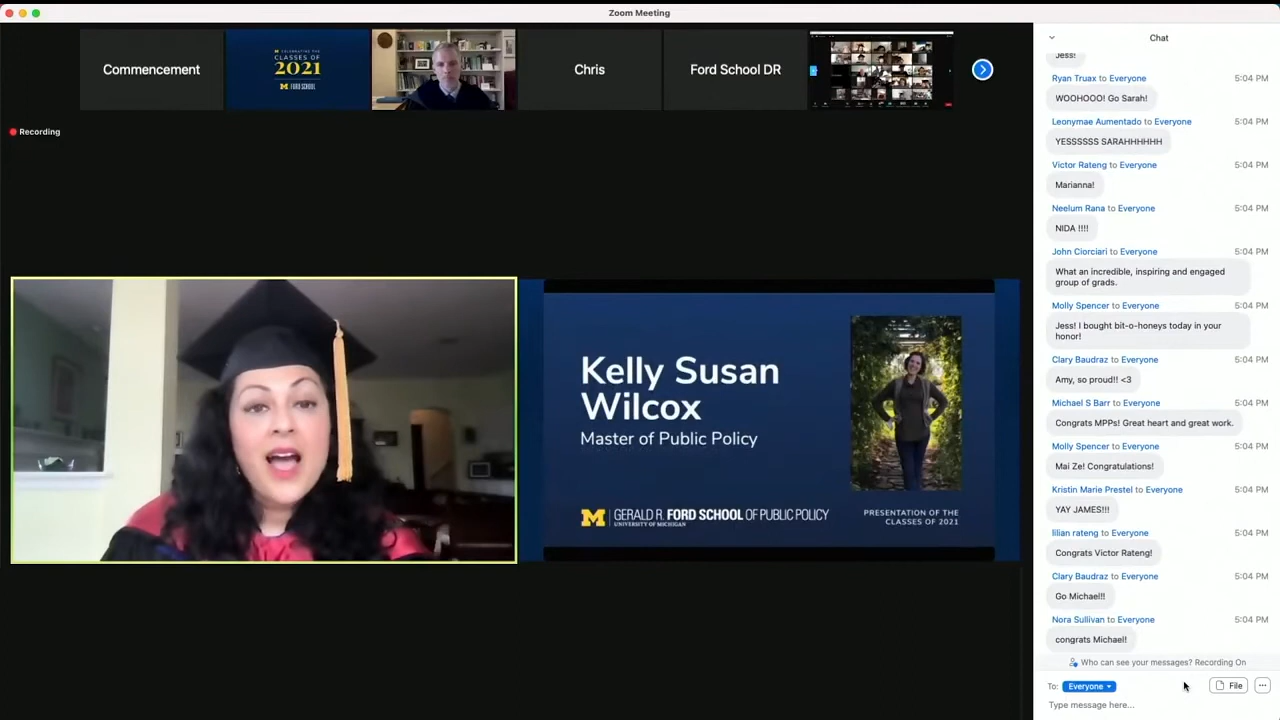 Zoom Meeting
Commencement
CELEBRATING THE
CLASSES OF
2021
M FORD SCHOOL
Chris
Ford School DR
Recording
Kelly Susan
Wilcox
Master of Public Policy
M GERALD R. FORD SCHOOL OF PUBLIC POLICY
UNIVERSITY OF MICHIGAN
PRESENTATION OF THE
CLASSES OF 2021
Chat
Jess!
Ryan Truax to Everyone 5:04 PM
WOOHOOO! Go Sarah!
Leonymae Aumentado to Everyone 5:04 PM
YESSSSSS SARAHHHHHH
Victor Rateng to Everyone 5:04 PM
Marianna!
Neelum Rana to Everyone 5:04 PM
NIDA !!!!
John Ciorciari to Everyone 5:04 PM
What an incredible, inspiring and engaged
group of grads.
Molly Spencer to Everyone 5:04 PM
Jess! I bought bit-o-honeys today in your
honor!
Clary Baudraz to Everyone 5:04 PM
Amy, so proud!! <3
Michael S Barr to Everyone 5:04 PM
Congrats MPPs! Great heart and great work.
Molly Spencer to Everyone 5:04 PM
Mai Ze! Congratulations!
Kristin Marie Prestel to Everyone 5:04 PM
YAY JAMES!!!
lilian rateng to Everyone 5:04 PM
Congrats Victor Rateng!
Clary Baudraz to Everyone 5:04 PM
Go Michael!!
Nora Sullivan to Everyone 5:04 PM
congrats Michael!
Who can see your messages? Recording On
To: Everyone
File
Type message here...